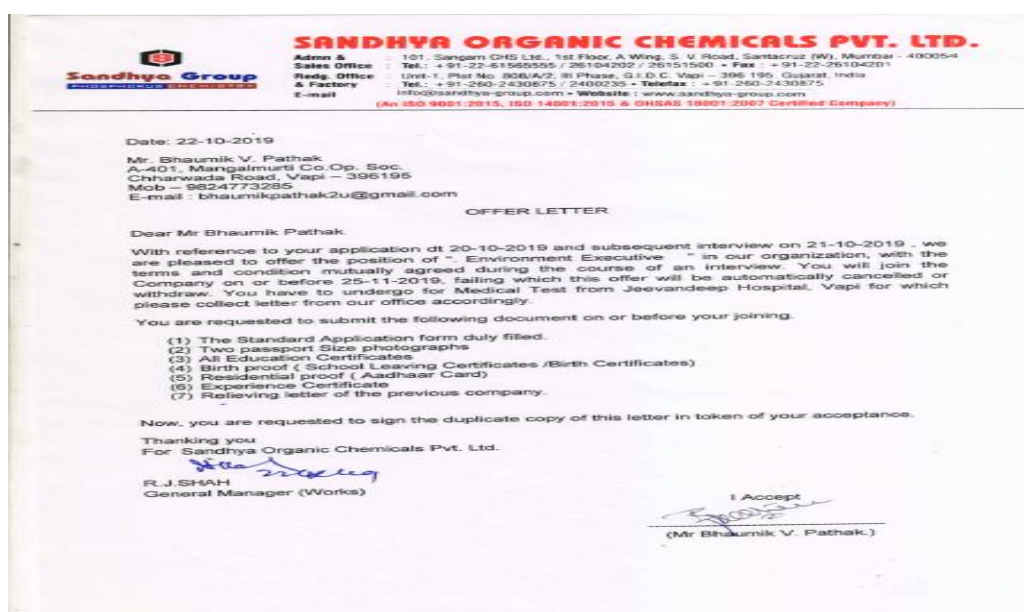 SANDHYA ORGANIC CHEMICALS PVT. LTD.
Sandhya Group
PHOSPHORUS CHEMISTRY
Admn & Sales Office : 101, Sangam CHS Ltd., 1st Floor, A Wing, S. V. Road, Santacruz (W), Mumbai - 400054
Tel.: +91-22-61565555 / 26104202 / 26151500 • Fax : +91-22-26104201
Redg. Office & Factory : Unit-1, Plot No. 808/A/2, III Phase, G.I.D.C. Vapi – 396 195. Gujarat, India
Tel.: +91-260-2430875 / 2400235 • Telefax : +91-260-2430875
E-mail : info@sandhya-group.com • Website : www.sandhya-group.com
(An ISO 9001:2015, ISO 14001:2015 & OHSAS 18001:2007 Certified Company)
Date: 22-10-2019
Mr. Bhaumik V. Pathak
A-401, Mangalmurti Co.Op. Soc.
Chharwada Road, Vapi – 396195
Mob – 9824773285
E-mail : bhaumikpathak2u@gmail.com
OFFER LETTER
Dear Mr Bhaumik Pathak
With reference to your application dt 20-10-2019 and subsequent interview on 21-10-2019 , we
are pleased to offer the position of “. Environment Executive ” in our organization, with the
terms and condition mutually agreed during the course of an interview. You will join the
Company on or before 25-11-2019, failing which this offer will be automatically cancelled or
withdraw. You have to undergo for Medical Test from Jeevandeep Hospital, Vapi for which
please collect letter from our office accordingly.
You are requested to submit the following document on or before your joining.
(1) The Standard Application form duly filled.
(2) Two passport Size photographs
(3) All Education Certificates
(4) Birth proof ( School Leaving Certificates /Birth Certificates)
(5) Residential proof ( Aadhaar Card)
(6) Experience Certificate
(7) Relieving letter of the previous company.
Now, you are requested to sign the duplicate copy of this letter in token of your acceptance.
Thanking you
For Sandhya Organic Chemicals Pvt. Ltd.
R.J.SHAH
General Manager (Works)
I Accept
(Mr Bhaumik V. Pathak.)